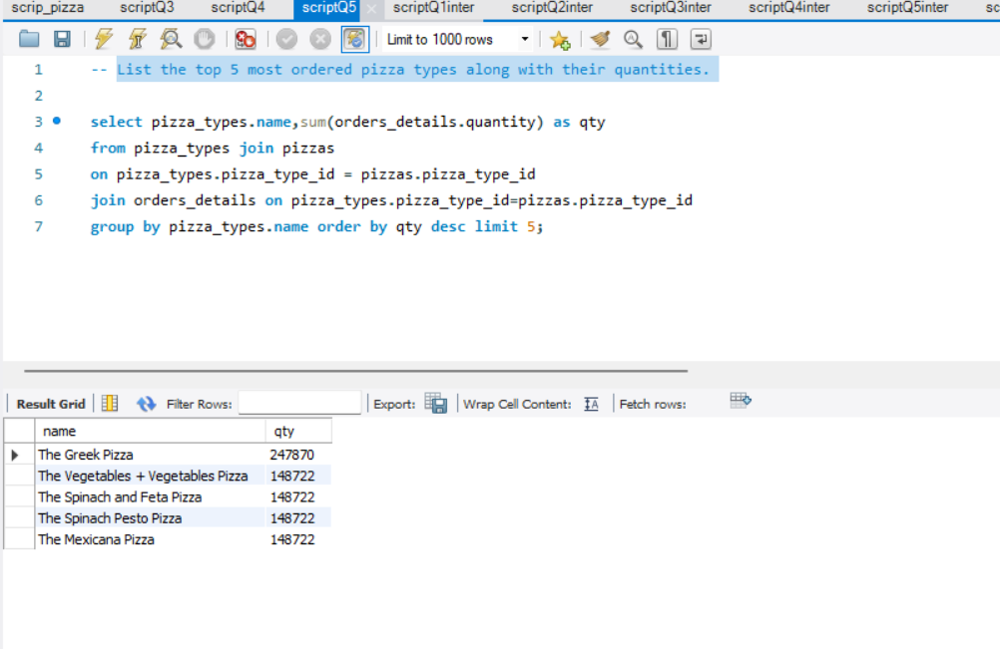 scrip_pizza scriptQ3 scriptQ4 scriptQ5 scriptQ1inter scriptQ2inter scriptQ3inter scriptQ4inter scriptQ5inter sc
Limit to 1000 rows
1 -- List the top 5 most ordered pizza types along with their quantities.
2
3 select pizza_types.name,sum(orders_details.quantity) as qty
4 from pizza_types join pizzas
5 on pizza_types.pizza_type_id = pizzas.pizza_type_id
6 join orders_details on pizza_types.pizza_type_id=pizzas.pizza_type_id
7 group by pizza_types.name order by qty desc limit 5;
Result Grid Filter Rows: Export: Wrap Cell Content: Fetch rows:
name qty
The Greek Pizza 247870
The Vegetables + Vegetables Pizza 148722
The Spinach and Feta Pizza 148722
The Spinach Pesto Pizza 148722
The Mexicana Pizza 148722